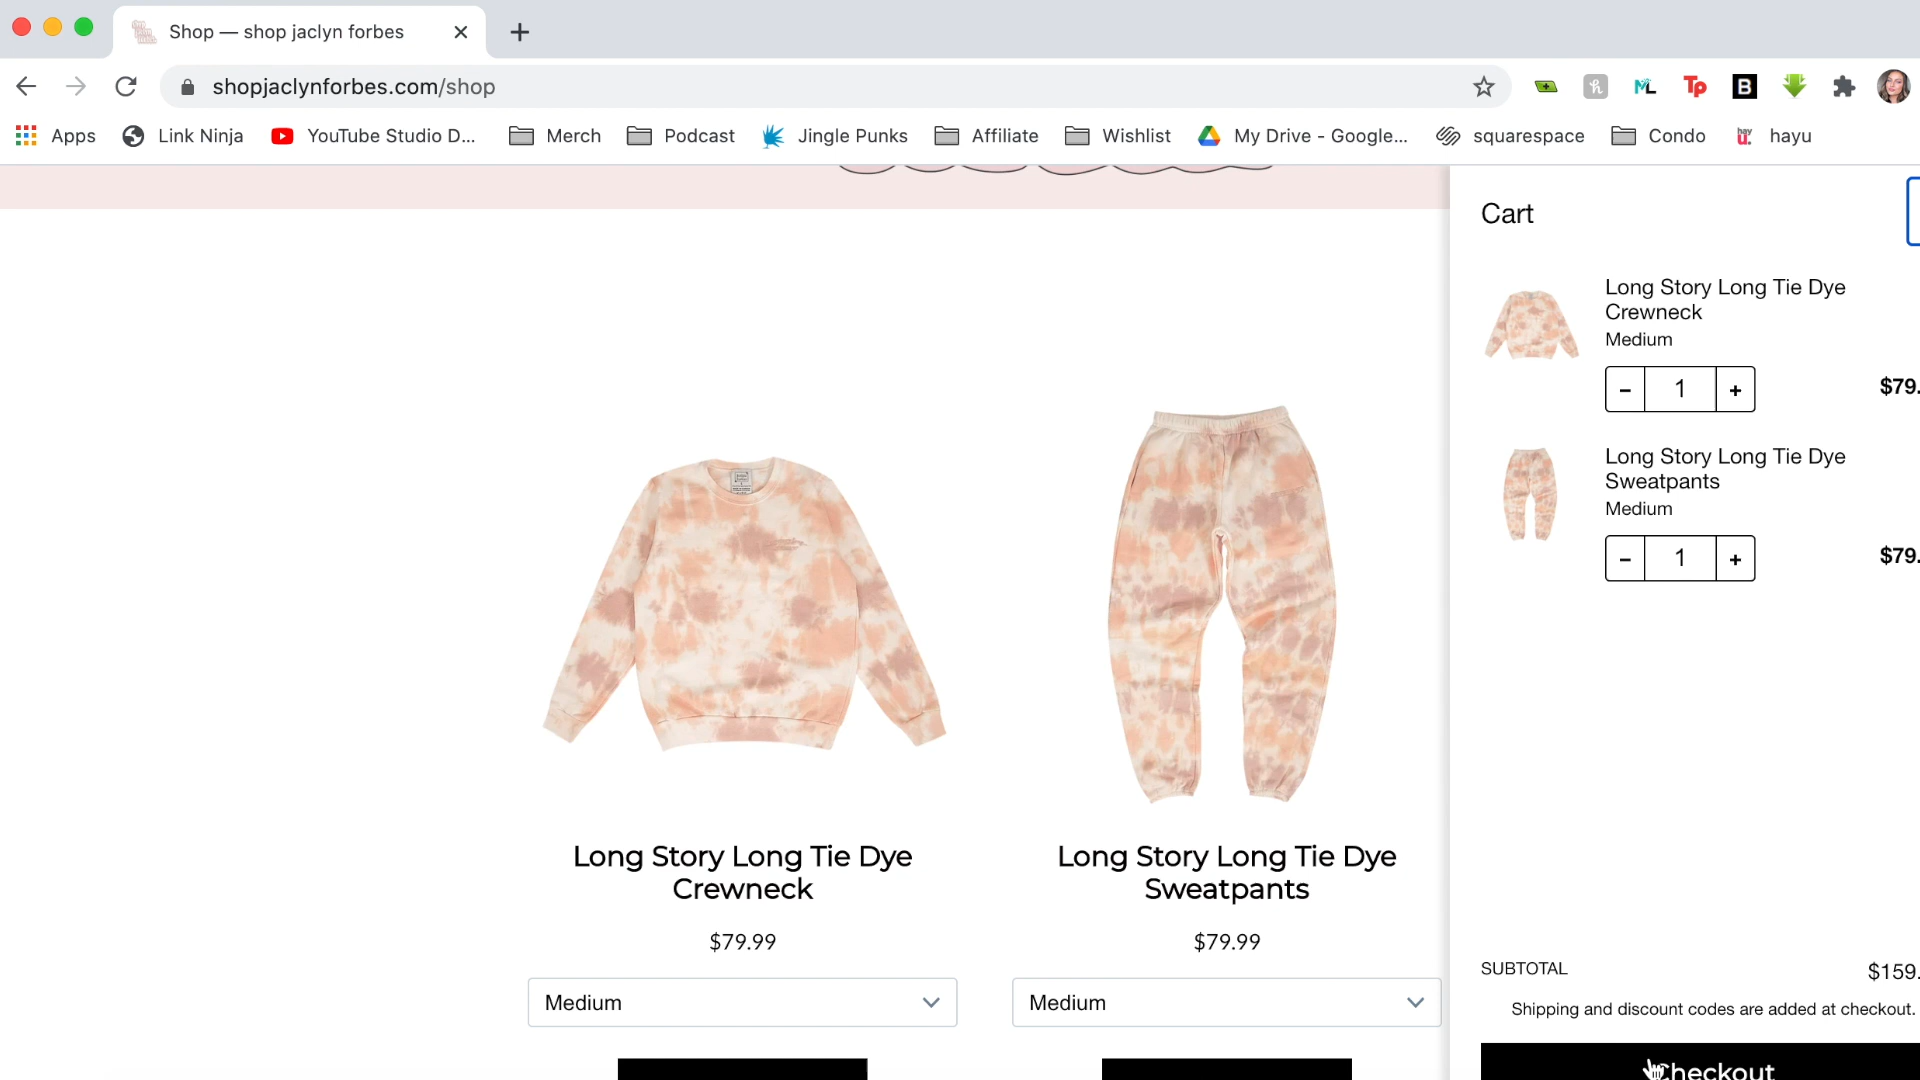 Shop — shop jaclyn forbes
shopjaclynforbes.com/shop
Apps Link Ninja YouTube Studio D... Merch Podcast Jingle Punks Affiliate Wishlist My Drive - Google... squarespace Condo hayu
Cart
Long Story Long Tie Dye
Crewneck
Medium
- 1 + $79.
Long Story Long Tie Dye
Sweatpants
Medium
- 1 + $79.
Long Story Long Tie Dye
Crewneck
$79.99
Medium
Long Story Long Tie Dye
Sweatpants
$79.99
Medium
SUBTOTAL $159.
Shipping and discount codes are added at checkout.
Checkout